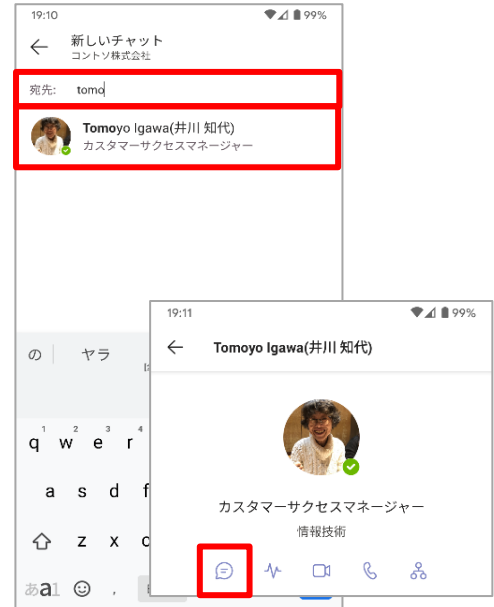 19:10
99%
新しいチャット
コントソ株式会社
宛先: tomo
Tomoyo Igawa(井川 知代)
カスタマーサクセスマネージャー
19:11
99%
Tomoyo Igawa(井川 知代)
カスタマーサクセスマネージャー
情報技術
の ヤラ
1 2 3 4
q w e r
a s d f
z x c
あa1 ,